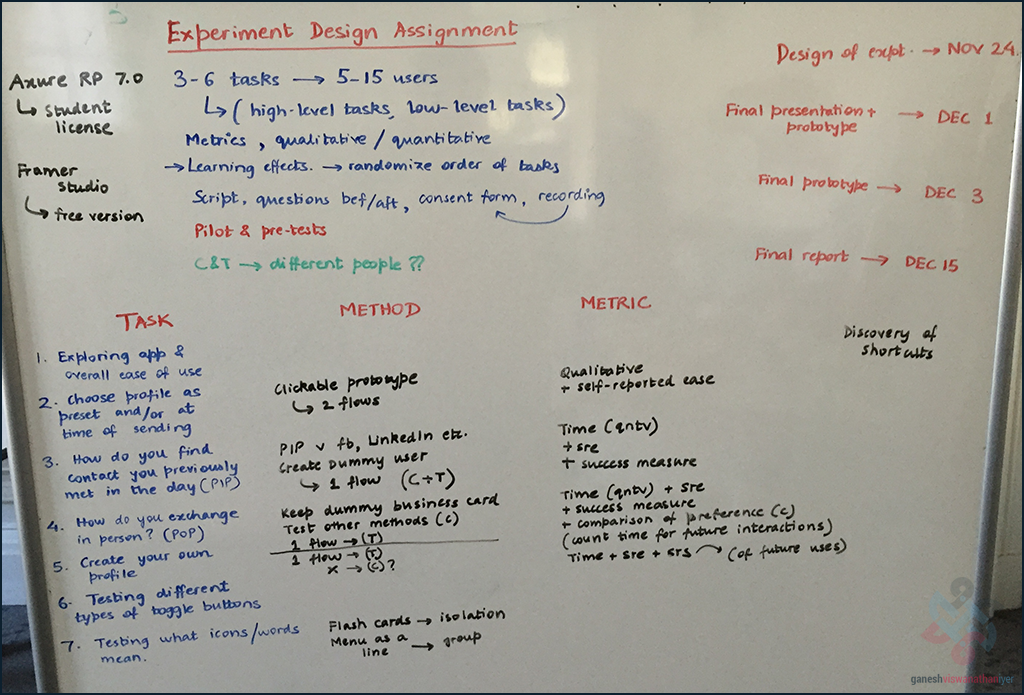 Experiment Design Assignment
Axure RP 7.0
↳ Student
license
Framer
Studio
↳ free version
3-6 tasks → 5-15 users
↳ (high-level tasks, low-level tasks)
Metrics, qualitative / quantitative
→ Learning effects. → randomize order of tasks
Script, questions bef/aft, consent form, recording
Pilot & pre-tests
C&T → different people ??
Design of expt. → NOV 24
Final presentation +
prototype → DEC 1
Final prototype → DEC 3
Final report → DEC 15
TASK
1. Exploring app &
overall ease of use
2. Choose profile as
preset and/or at
time of sending
3. How do you find
contact you previously
met in the day (PIP)
4. How do you exchange
in person? (POP)
5. Create your own
profile
6. Testing different
types of toggle buttons
7. Testing what icons/words
mean.
METHOD
Clickable prototype
↳ 2 flows
PIP v fb, LinkedIn etc.
Create Dummy user
↳ 1 flow (C+T)
Keep dummy business card
Test other methods (C)
1 flow → (T)
1 flow → (T)
X → (C)?
Flash cards → isolation
Menu as a
line → group
METRIC
Qualitative
+ self-reported ease
Time (qntv)
+ sre
+ success measure
Time (qntv) + sre
+ success measure
+ comparison of preference (c)
(count time for future interactions)
Time + sre + srs (of future uses)
Discovery of
shortcuts
ganeshviswanathaniyer